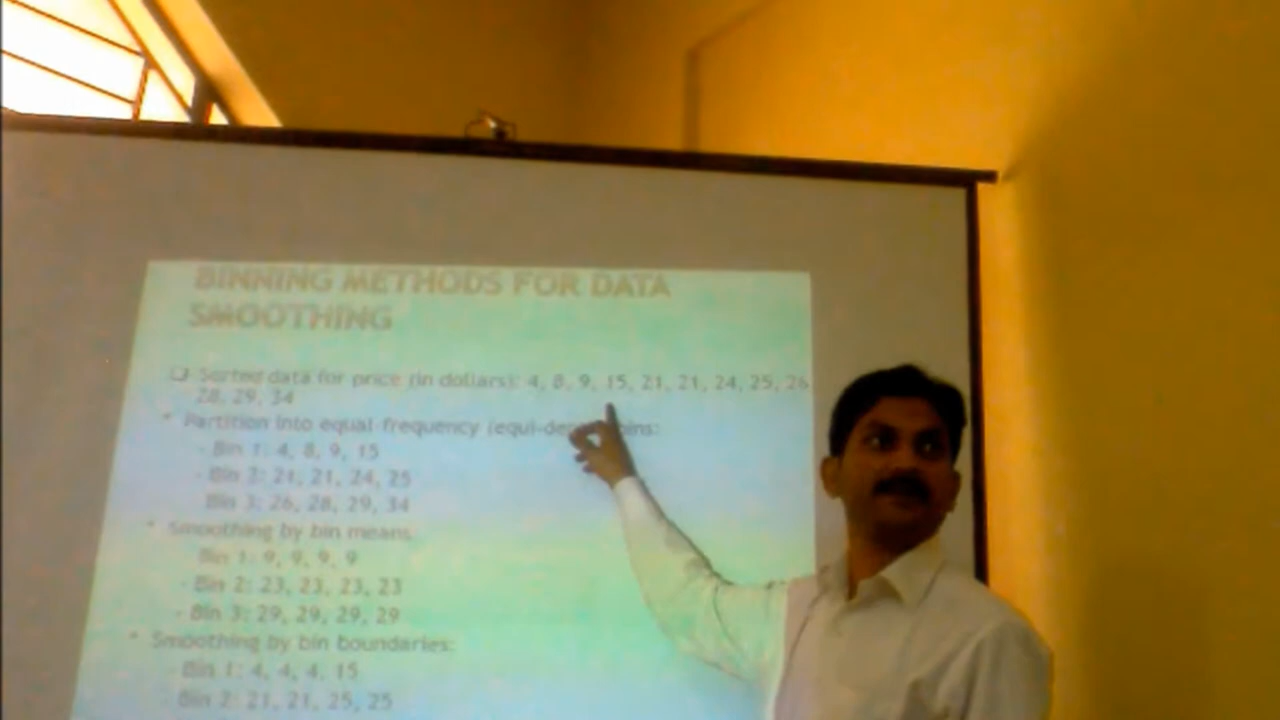 BINNING METHODS FOR DATA
SMOOTHING
❑ Sorted data for price (in dollars): 4, 8, 9, 15, 21, 21, 24, 25, 26
28, 29, 34
* Partition into equal-frequency (equi- bins:
- Bin 1: 4, 8, 9, 15
- Bin 2: 21, 21, 24, 25
Bin 3: 26, 28, 29, 34
* Smoothing by bin means:
Bin 1: 9, 9, 9, 9
- Bin 2: 23, 23, 23, 23
- Bin 3: 29, 29, 29, 29
* Smoothing by bin boundaries:
Bin 1: 4, 4, 4, 15
Bin 2: 21, 21, 25, 25